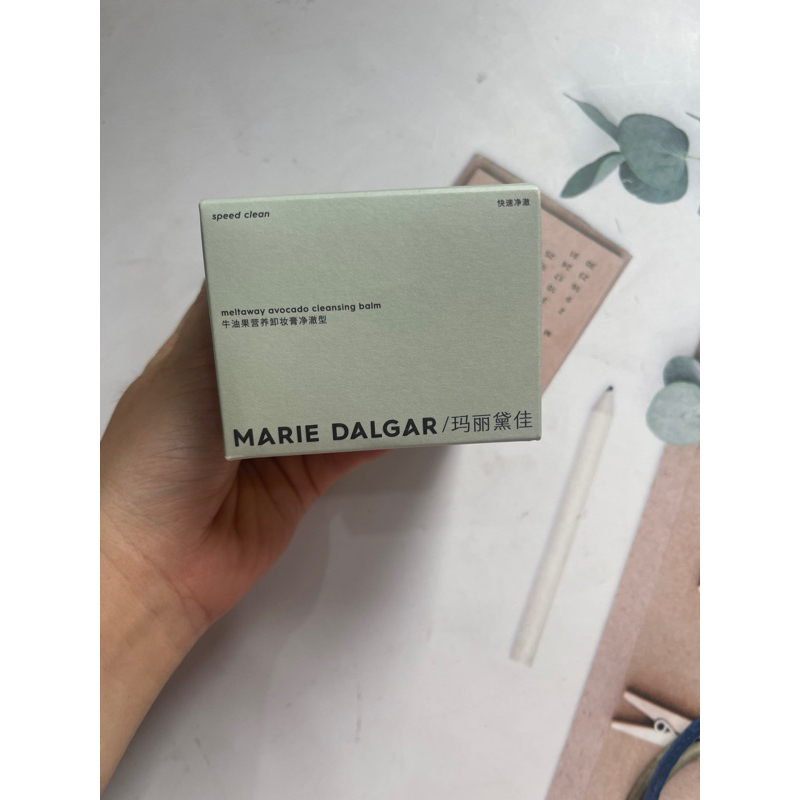 speed clean
快速净澈
meltaway avocado cleansing balm
牛油果营养卸妆膏净澈型
MARIE DALGAR/玛丽黛佳